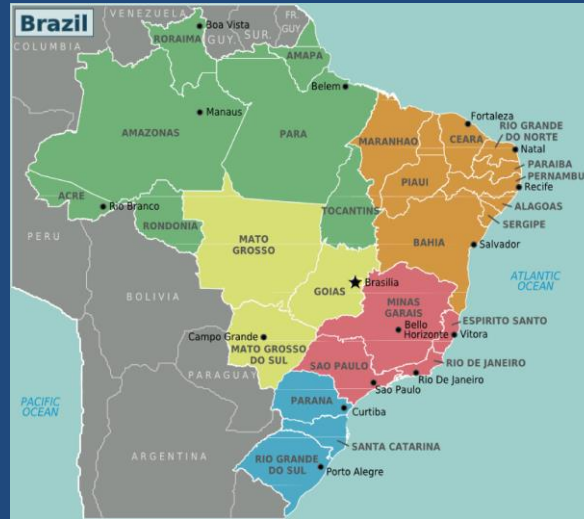 Brazil
VENEZUELA
COLUMBIA
GUY.
SUR.
FR.
GUY
Boa Vista
RORAIMA
AMAPA
Belem
Manaus
AMAZONAS
PARA
Fortaleza
MARANHAO
CEARA
RIO GRANDE
DO NORTE
Natal
PARAIBA
PERNAMBU
Recife
PIAUI
ALAGOAS
SERGIPE
ACRE
Rio Branco
RONDONIA
TOCANTINS
PERU
MATO
GROSSO
BAHIA
Salvador
BOLIVIA
GOIAS
Brasilia
ATLANTIC
OCEAN
MINAS
GARAIS
Bello
Horizonte
ESPIRITO SANTO
Vitora
Campo Grande
MATO GROSSO
DO SUL
SAO PAULO
RIO DE JANEIRO
Rio De Janeiro
Sao Paulo
PARAGUAY
PARANA
Curtiba
PACIFIC
OCEAN
SANTA CATARINA
ARGENTINA
RIO GRANDE
DO SUL
Porto Alegre